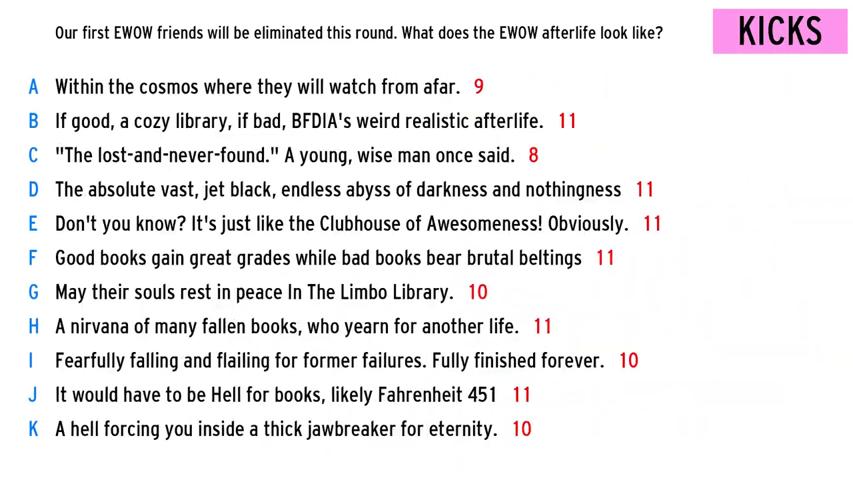 Our first EWOW friends will be eliminated this round. What does the EWOW afterlife look like?
KICKS
A Within the cosmos where they will watch from afar. 9
B If good, a cozy library, if bad, BFDIA's weird realistic afterlife. 11
C "The lost-and-never-found." A young, wise man once said. 8
D The absolute vast, jet black, endless abyss of darkness and nothingness 11
E Don't you know? It's just like the Clubhouse of Awesomeness! Obviously. 11
F Good books gain great grades while bad books bear brutal beltings 11
G May their souls rest in peace In The Limbo Library. 10
H A nirvana of many fallen books, who yearn for another life. 11
I Fearfully falling and flailing for former failures. Fully finished forever. 10
J It would have to be Hell for books, likely Fahrenheit 451 11
K A hell forcing you inside a thick jawbreaker for eternity. 10